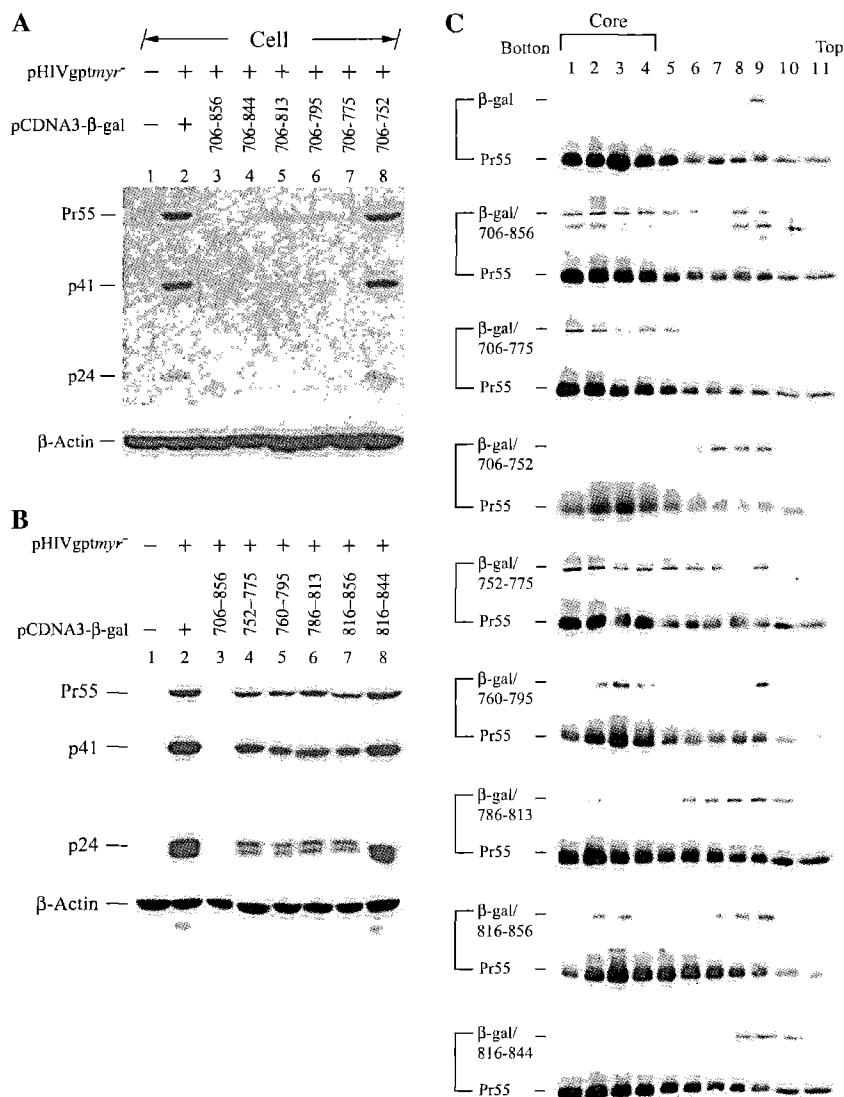 A
Cell
pHIVgptmyr⁻ – + + + + + + +
pCDNA3-β-gal – + 706-856 706-844 706-813 706-795 706-775 706-752
1 2 3 4 5 6 7 8
Pr55
p41
p24
β-Actin
B
pHIVgptmyr⁻ – + + + + + + +
pCDNA3-β-gal – + 706–856 752–775 760–795 786–813 816–856 816–844
1 2 3 4 5 6 7 8
Pr55
p41
p24
β-Actin
C
Core
Botton Top
1 2 3 4 5 6 7 8 9 10 11
β-gal
Pr55
β-gal/
706-856
Pr55
β-gal/
706-775
Pr55
β-gal/
706-752
Pr55
β-gal/
752-775
Pr55
β-gal/
760-795
Pr55
β-gal/
786-813
Pr55
β-gal/
816-856
Pr55
β-gal/
816-844
Pr55